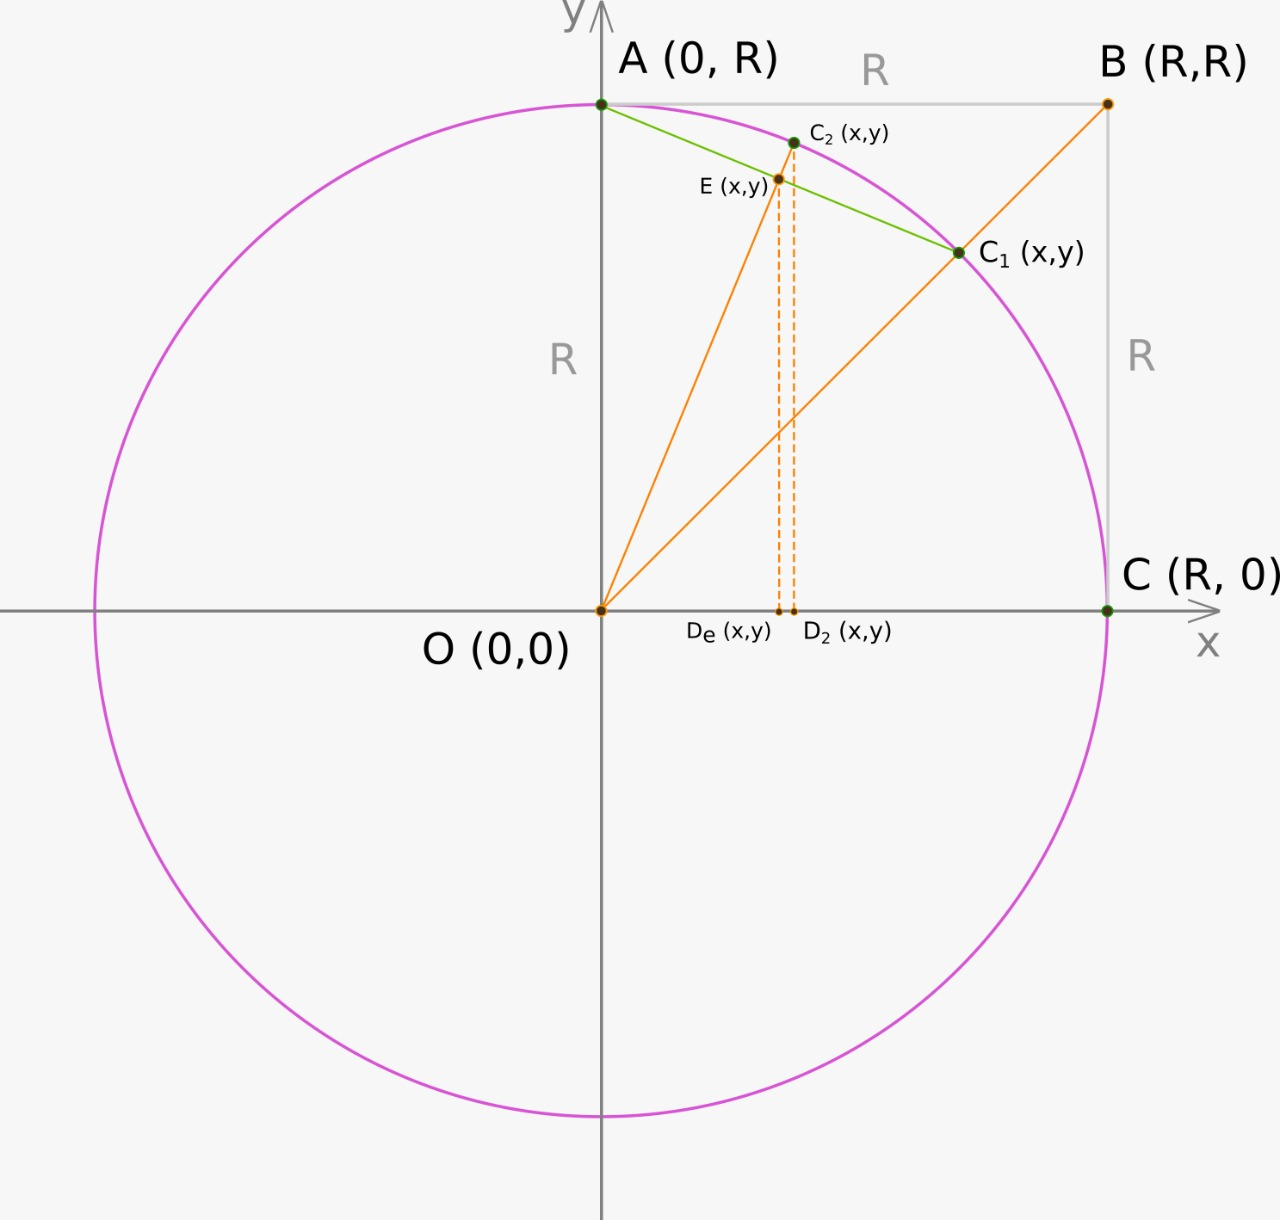 y
A (0, R)
R
B (R,R)
C₂ (x,y)
E (x,y)
C₁ (x,y)
R
R
C (R, 0)
O (0,0)
Dₑ (x,y)
D₂ (x,y)
x